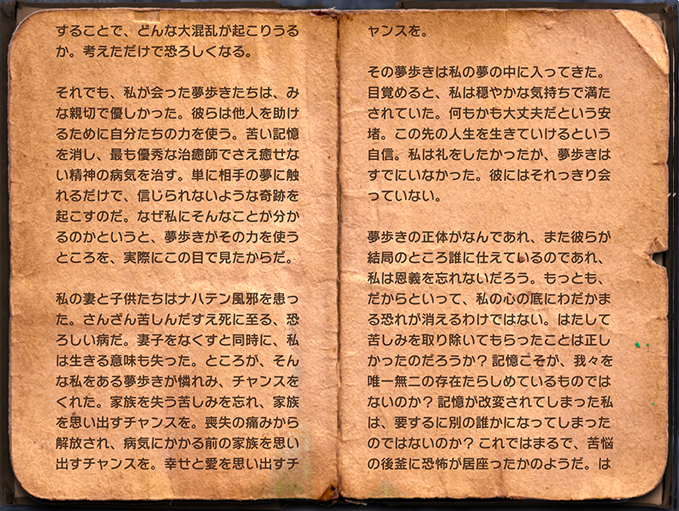 することで、どんな大混乱が起こりうる
か。考えただけで恐ろしくなる。
それでも、私が会った夢歩きたちは、み
な親切で優しかった。彼らは他人を助け
るために自分たちの力を使う。苦い記憶
を消し、最も優秀な治癒師でさえ癒せな
い精神の病気を治す。単に相手の夢に触
れるだけで、信じられないような奇跡を
起こすのだ。なぜ私にそんなことが分か
るのかというと、夢歩きがその力を使う
ところを、実際にこの目で見たからだ。
私の妻と子供たちはナハテン風邪を患っ
た。さんざん苦しんだすえ死に至る、恐
ろしい病だ。妻子をなくすと同時に、私
は生きる意味も失った。ところが、そん
な私をある夢歩きが憐れみ、チャンスを
くれた。家族を失う苦しみを忘れ、家族
を思い出すチャンスを。喪失の痛みから
解放され、病気にかかる前の家族を思い
出すチャンスを。幸せと愛を思い出すチ
ャンスを。
その夢歩きは私の夢の中に入ってきた。
目覚めると、私は穏やかな気持ちで満た
されていた。何もかも大丈夫だという安
堵。この先の人生を生きていけるという
自信。私は礼をしたかったが、夢歩きは
すでにいなかった。彼にはそれっきり会
っていない。
夢歩きの正体がなんであれ、また彼らが
結局のところ誰に仕えているのであれ、
私は恩義を忘れないだろう。もっとも、
だからといって、私の心の底にわだかま
る恐れが消えるわけではない。はたして
苦しみを取り除いてもらったことは正し
かったのだろうか？記憶こそが、我々を
唯一無二の存在たらしめているものでは
ないのか？記憶が改変されてしまった私
は、要するに別の誰かになってしまった
のではないのか？これではまるで、苦悩
の後釜に恐怖が居座ったかのようだ。は